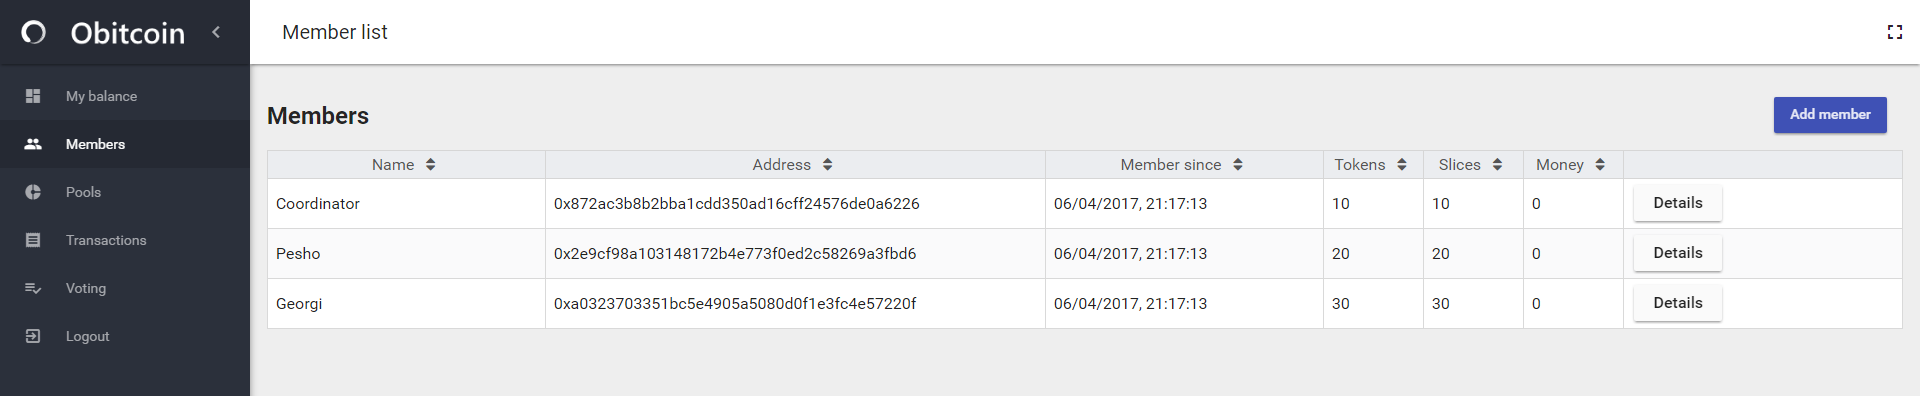 Obitcoin
Member list
My balance
Members
Pools
Transactions
Voting
Logout
Members
Add member
Name Address Member since Tokens Slices Money
Coordinator 0x872ac3b8b2bba1cdd350ad16cff24576de0a6226 06/04/2017, 21:17:13 10 10 0 Details
Pesho 0x2e9cf98a103148172b4e773f0ed2c58269a3fbd6 06/04/2017, 21:17:13 20 20 0 Details
Georgi 0xa0323703351bc5e4905a5080d0f1e3fc4e57220f 06/04/2017, 21:17:13 30 30 0 Details